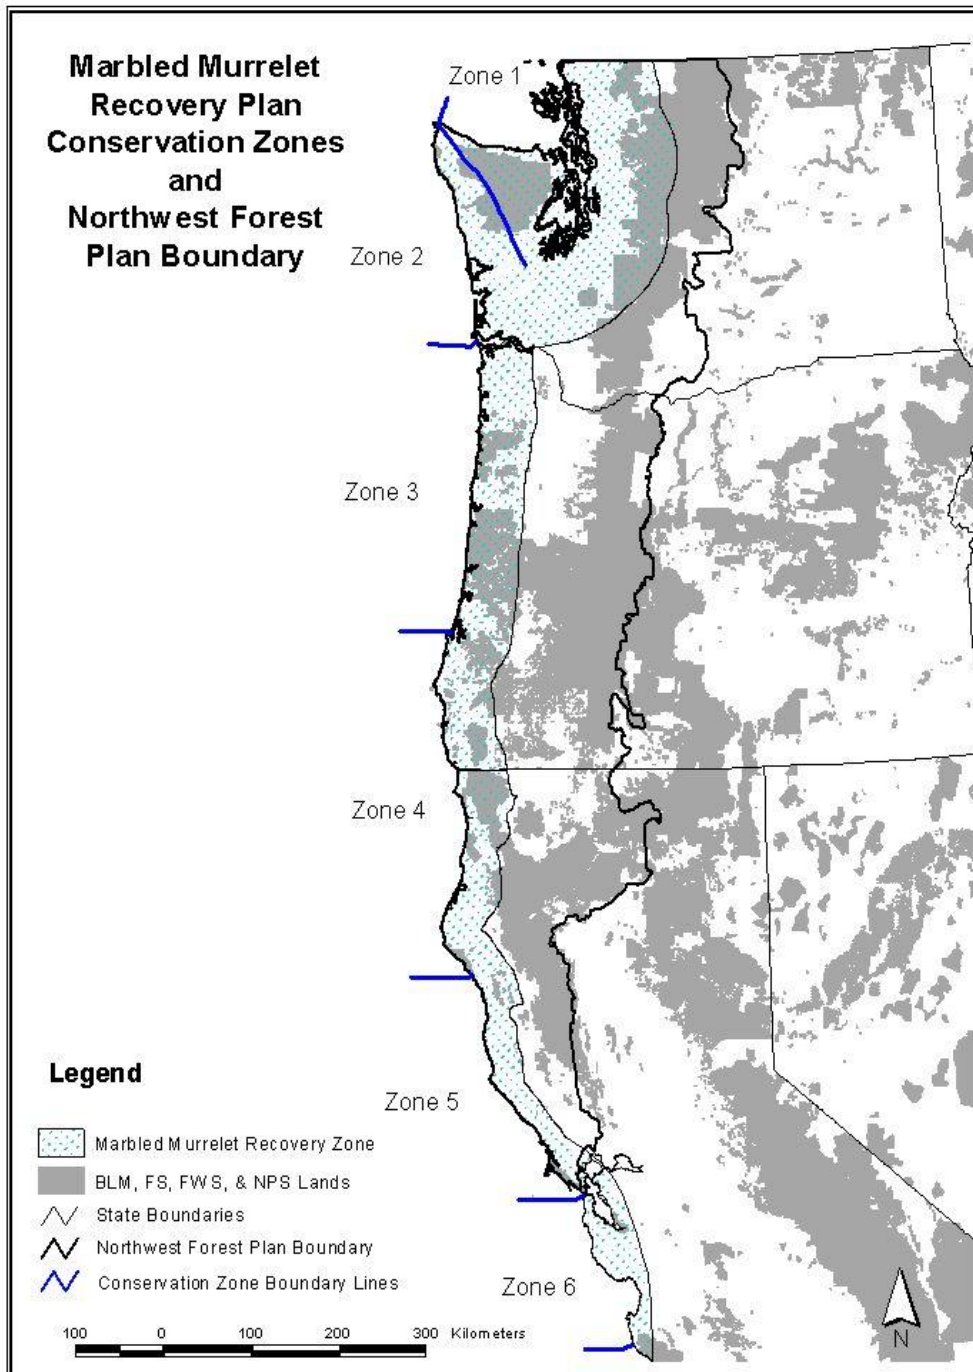 Marbled Murrelet
Recovery Plan
Conservation Zones
and
Northwest Forest
Plan Boundary
Zone 1
Zone 2
Zone 3
Zone 4
Zone 5
Zone 6
Legend
Marbled Murrelet Recovery Zone
BLM, FS, FWS, & NPS Lands
State Boundaries
Northwest Forest Plan Boundary
Conservation Zone Boundary Lines
100 0 100 200 300 Kilometers
N